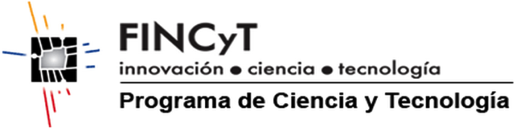 FINCyT
innovación ● ciencia ● tecnología
Programa de Ciencia y Tecnología